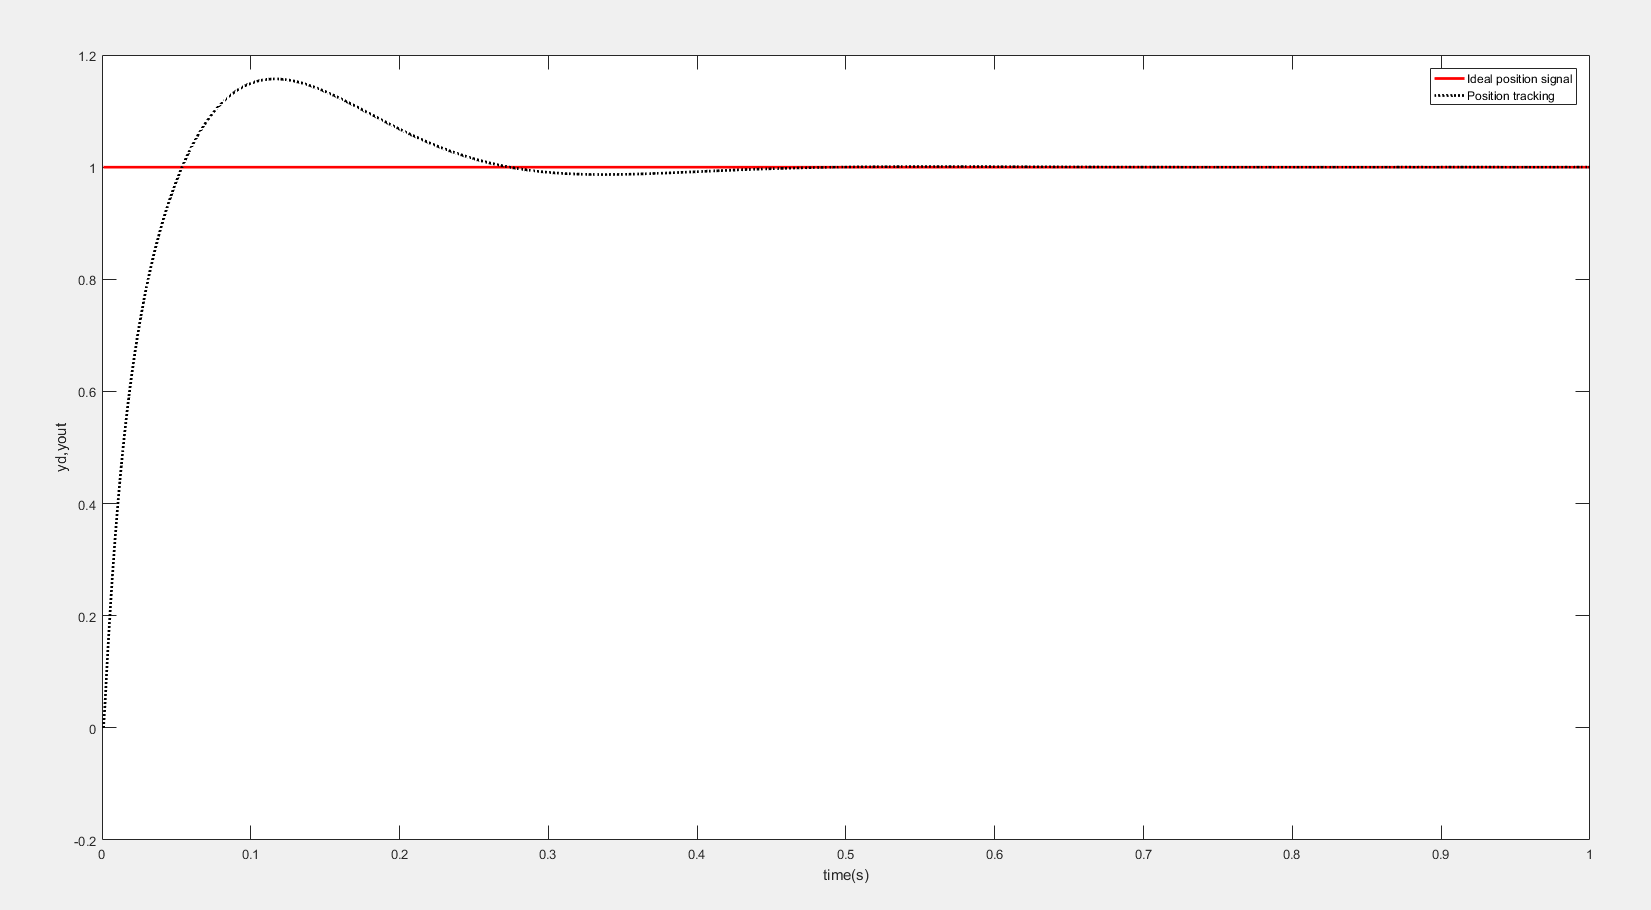 1.2
1
0.8
0.6
0.4
0.2
0
-0.2
yd,yout
Ideal position signal
Position tracking
0 0.1 0.2 0.3 0.4 0.5 0.6 0.7 0.8 0.9 1
time(s)